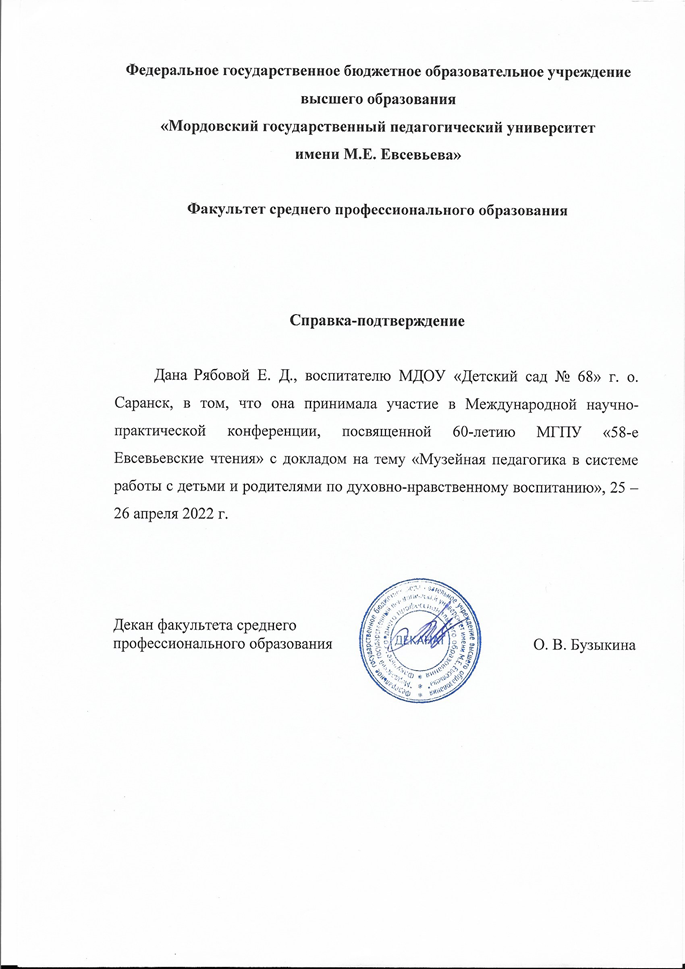 Федеральное государственное бюджетное образовательное учреждение
высшего образования
«Мордовский государственный педагогический университет
имени М.Е. Евсевьева»
Факультет среднего профессионального образования
Справка-подтверждение
Дана Рябовой Е. Д., воспитателю МДОУ «Детский сад № 68» г. о.
Саранск, в том, что она принимала участие в Международной научно-
практической конференции, посвященной 60-летию МГПУ «58-е
Евсевьевские чтения» с докладом на тему «Музейная педагогика в системе
работы с детьми и родителями по духовно-нравственному воспитанию», 25 –
26 апреля 2022 г.
Декан факультета среднего
профессионального образования
О. В. Бузыкина
ДЕКАНАТ